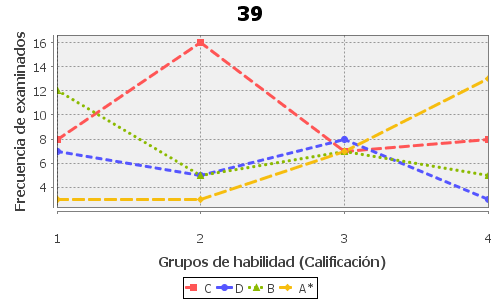 39
Frecuencia de examinados
16
14
12
10
8
6
4
1 2 3 4
Grupos de habilidad (Calificación)
C D B A*